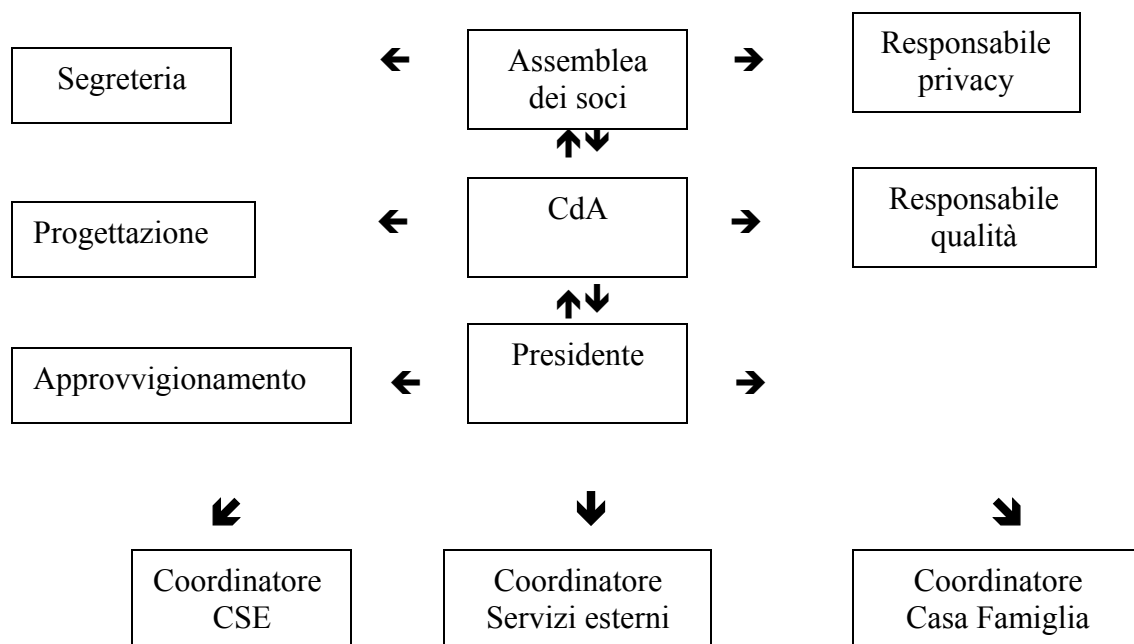 Segreteria
Assemblea
dei soci
Responsabile
privacy
Progettazione
CdA
Responsabile
qualità
Approvvigionamento
Presidente
Coordinatore
CSE
Coordinatore
Servizi esterni
Coordinatore
Casa Famiglia